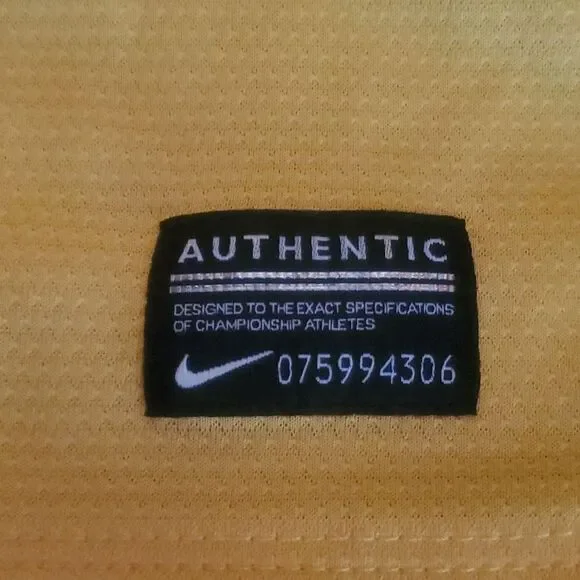 AUTHENTIC
DESIGNED TO THE EXACT SPECIFICATIONS
OF CHAMPIONSHIP ATHLETES
075994306